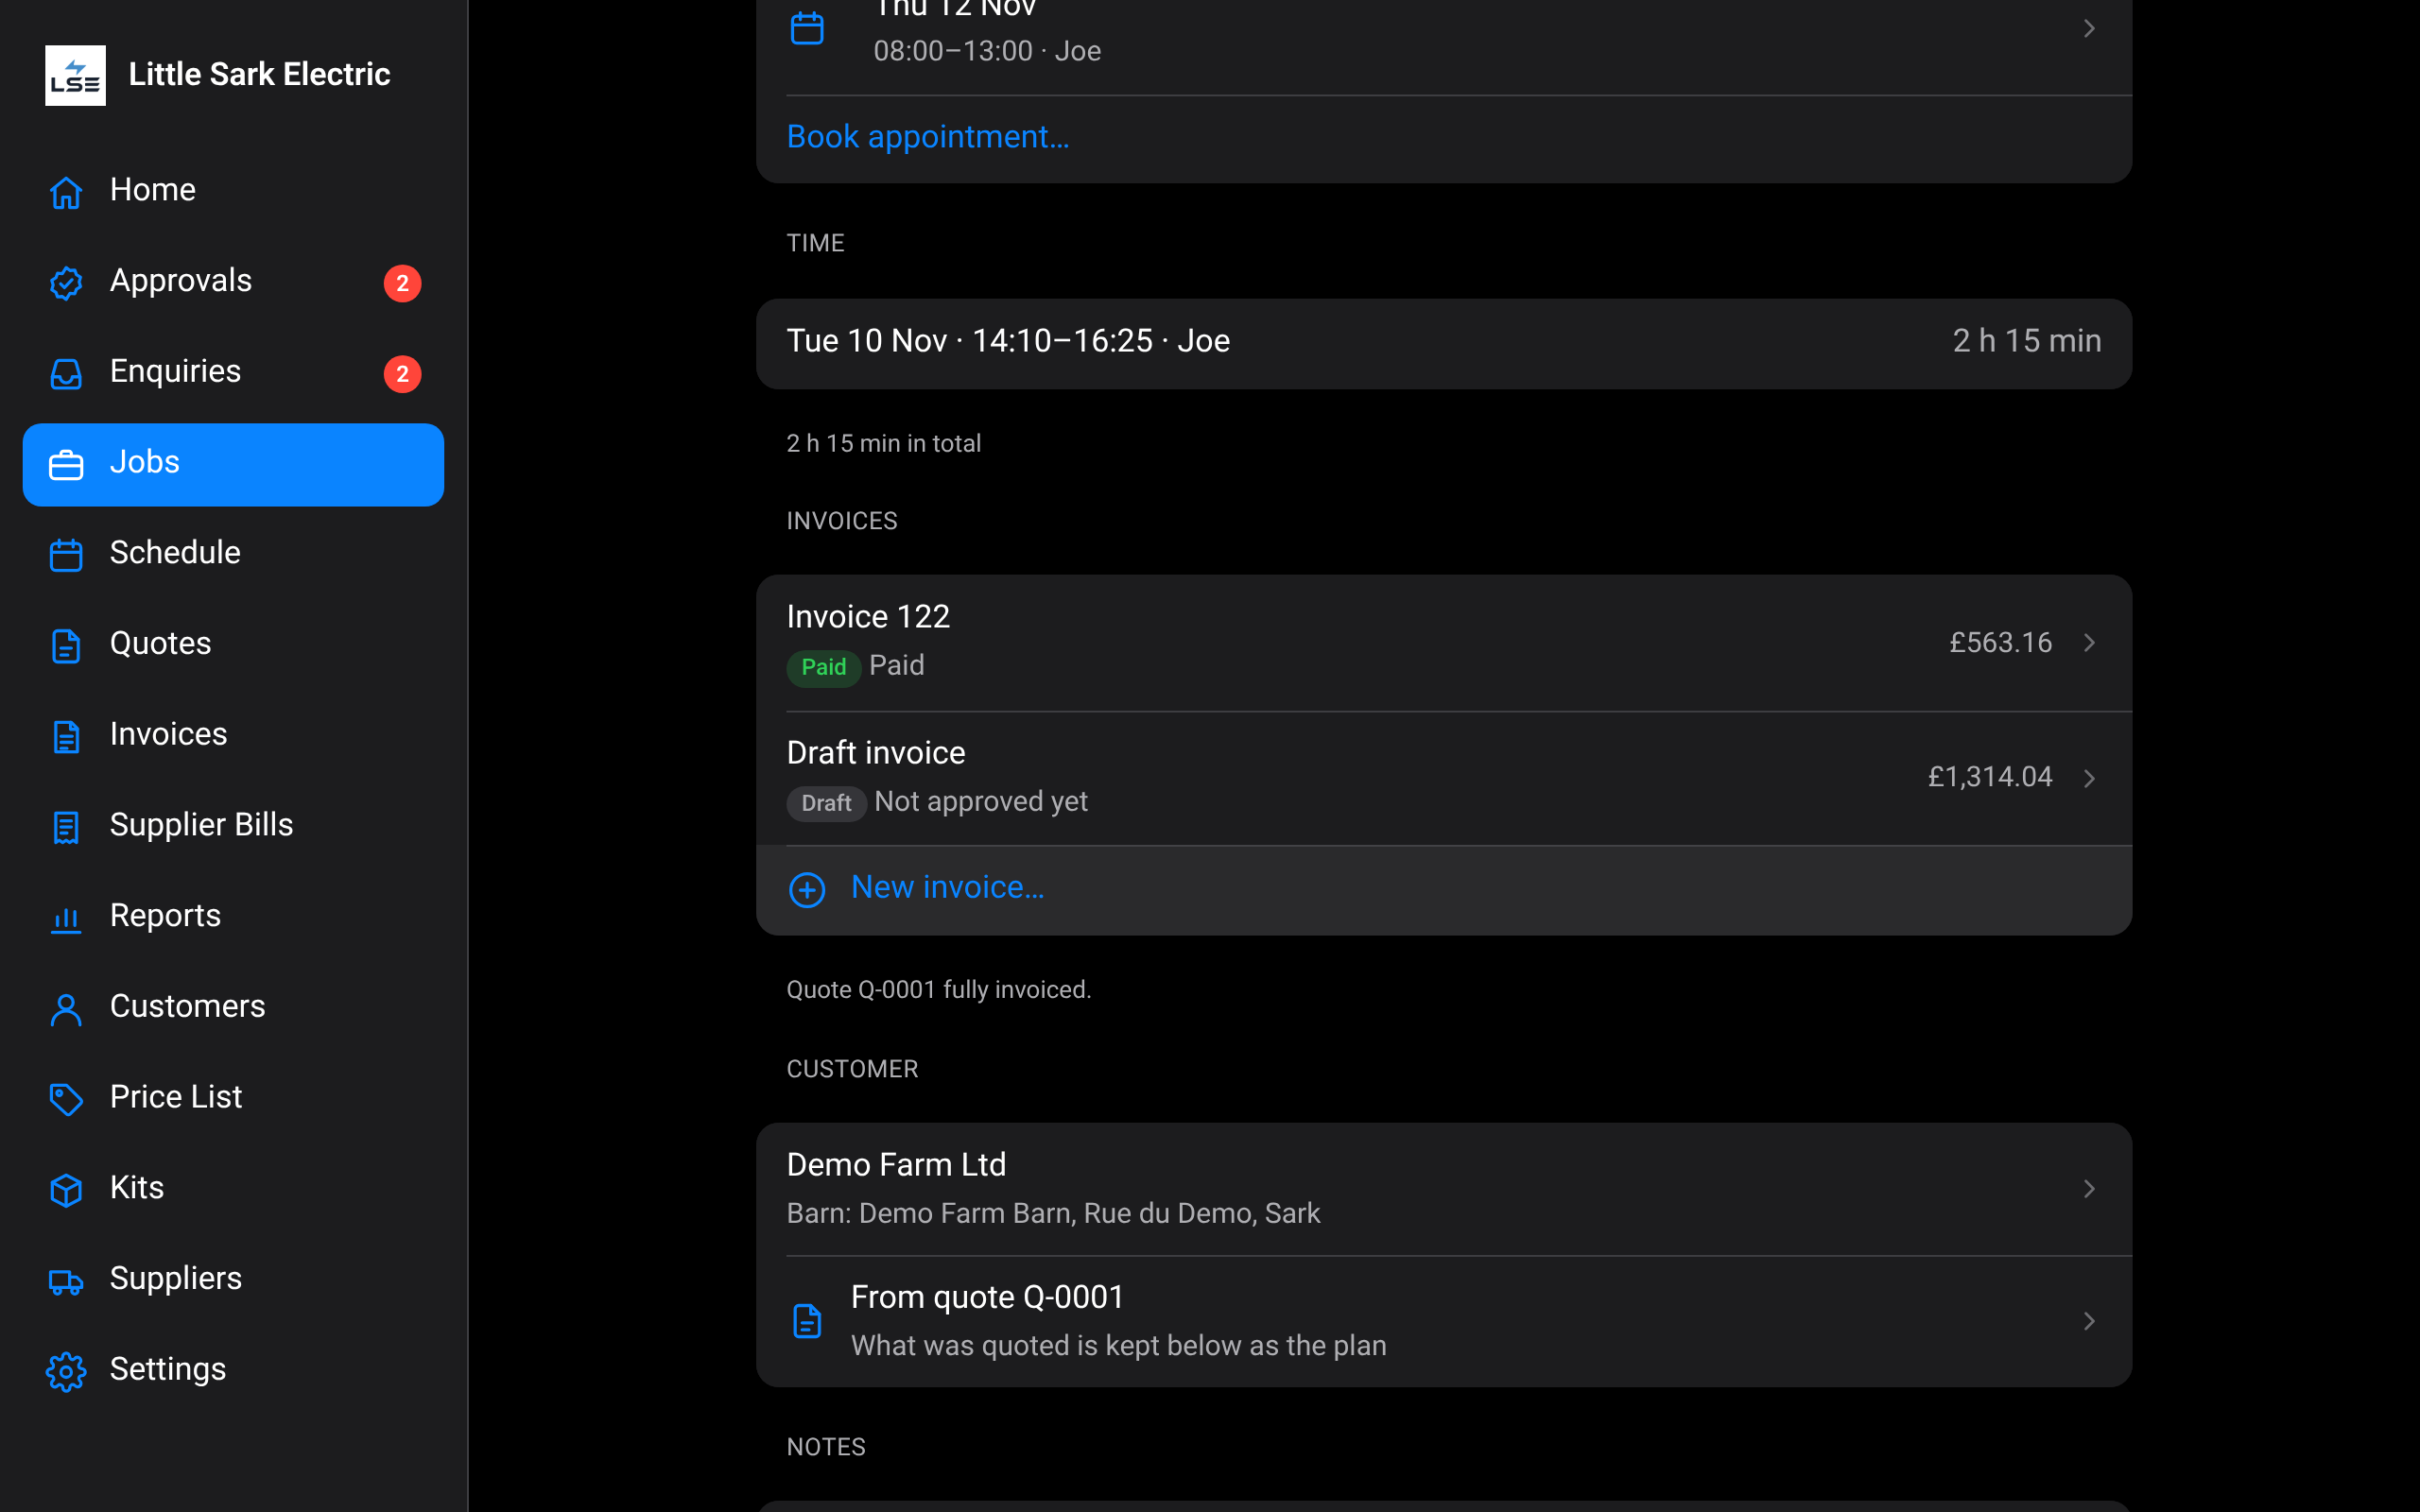 LSE
Little Sark Electric
Home
Approvals 2
Enquiries 2
Jobs
Schedule
Quotes
Invoices
Supplier Bills
Reports
Customers
Price List
Kits
Suppliers
Settings
Thu 12 Nov
08:00–13:00 · Joe
Book appointment…
TIME
Tue 10 Nov · 14:10–16:25 · Joe 2 h 15 min
2 h 15 min in total
INVOICES
Invoice 122
Paid Paid £563.16
Draft invoice
Draft Not approved yet £1,314.04
New invoice…
Quote Q-0001 fully invoiced.
CUSTOMER
Demo Farm Ltd
Barn: Demo Farm Barn, Rue du Demo, Sark
From quote Q-0001
What was quoted is kept below as the plan
NOTES